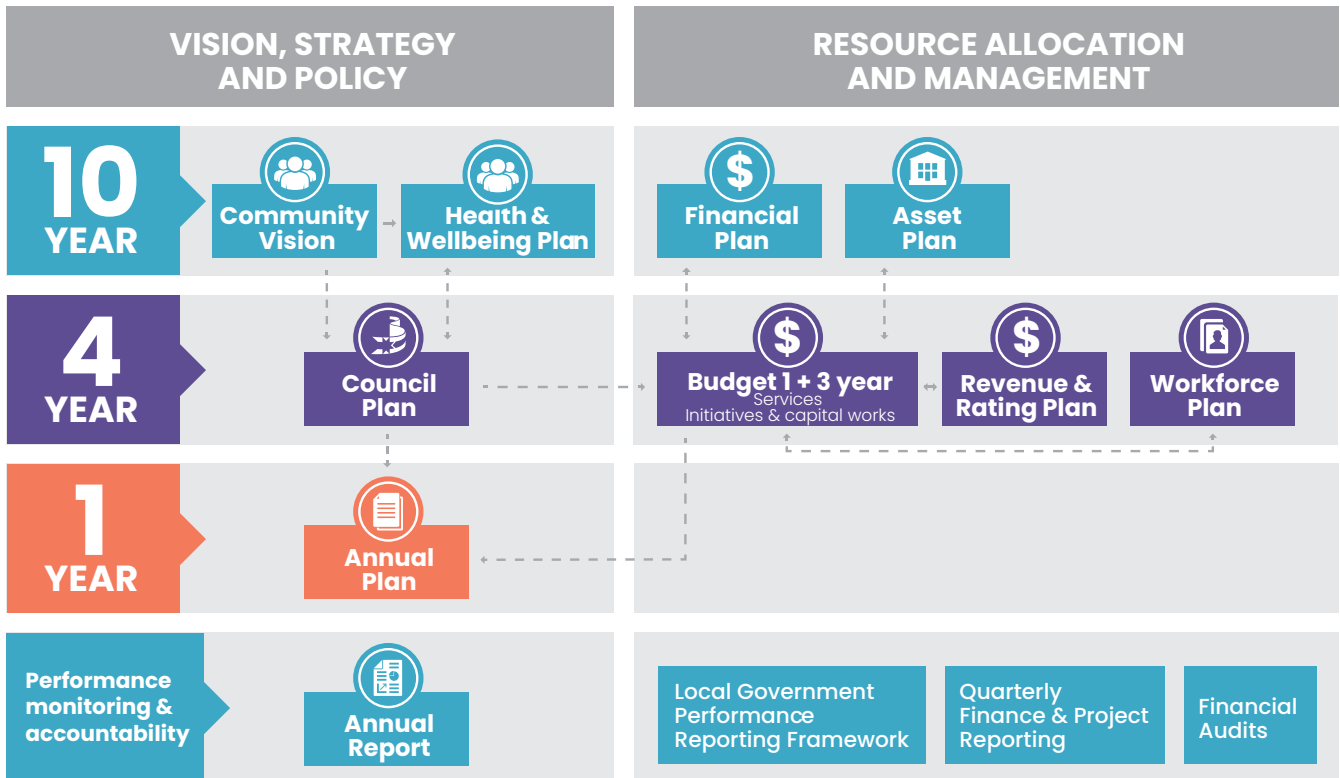 VISION, STRATEGY
AND POLICY
RESOURCE ALLOCATION
AND MANAGEMENT
10
YEAR
Community
Vision
Health &
Wellbeing Plan
$
Financial
Plan
Asset
Plan
4
YEAR
Council
Plan
$
Budget 1 + 3 year
Services
Initiatives & capital works
$
Revenue &
Rating Plan
Workforce
Plan
1
YEAR
Annual
Plan
Performance
monitoring &
accountability
Annual
Report
Local Government
Performance
Reporting Framework
Quarterly
Finance & Project
Reporting
Financial
Audits